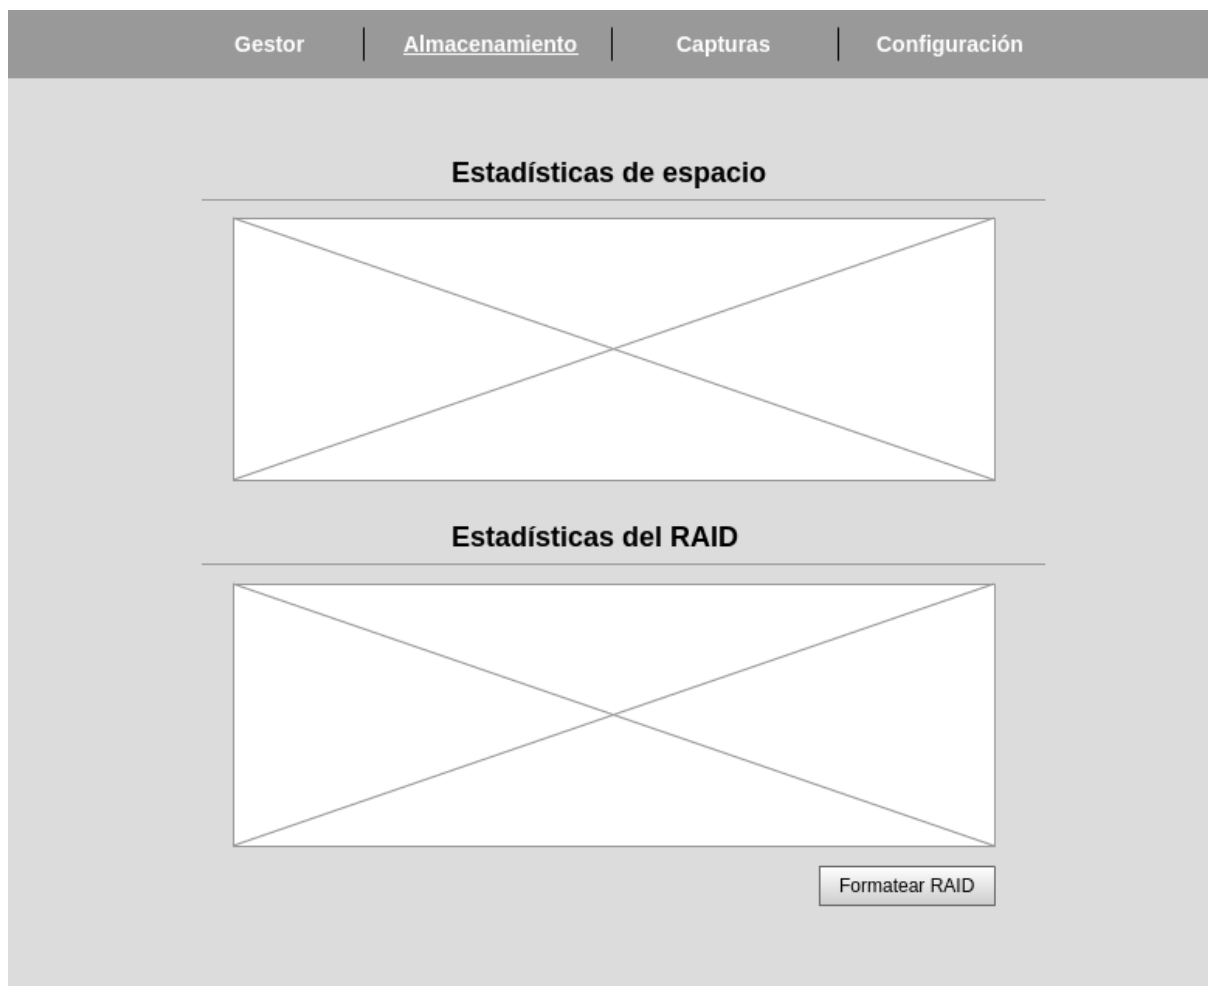 Gestor Almacenamiento Capturas Configuración
Estadísticas de espacio
Estadísticas del RAID
Formatear RAID